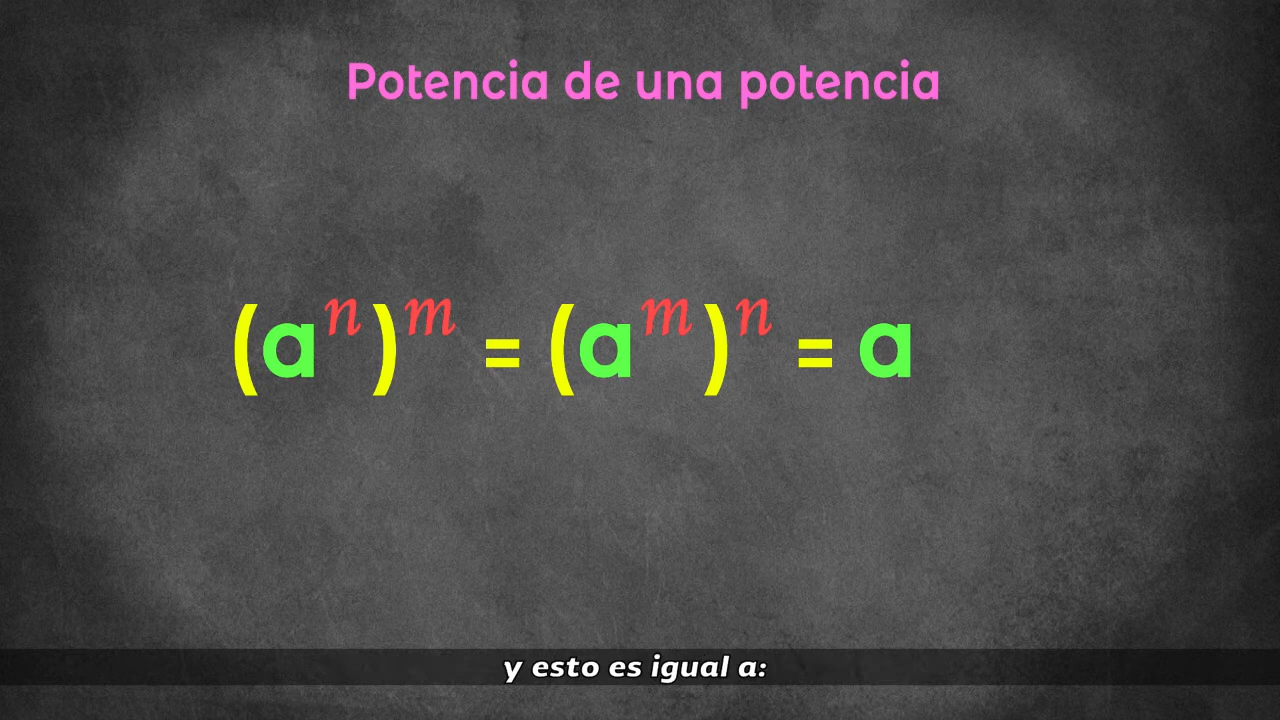 Potencia de una potencia
(aⁿ)ᵐ = (aᵐ)ⁿ = a
y esto es igual a: